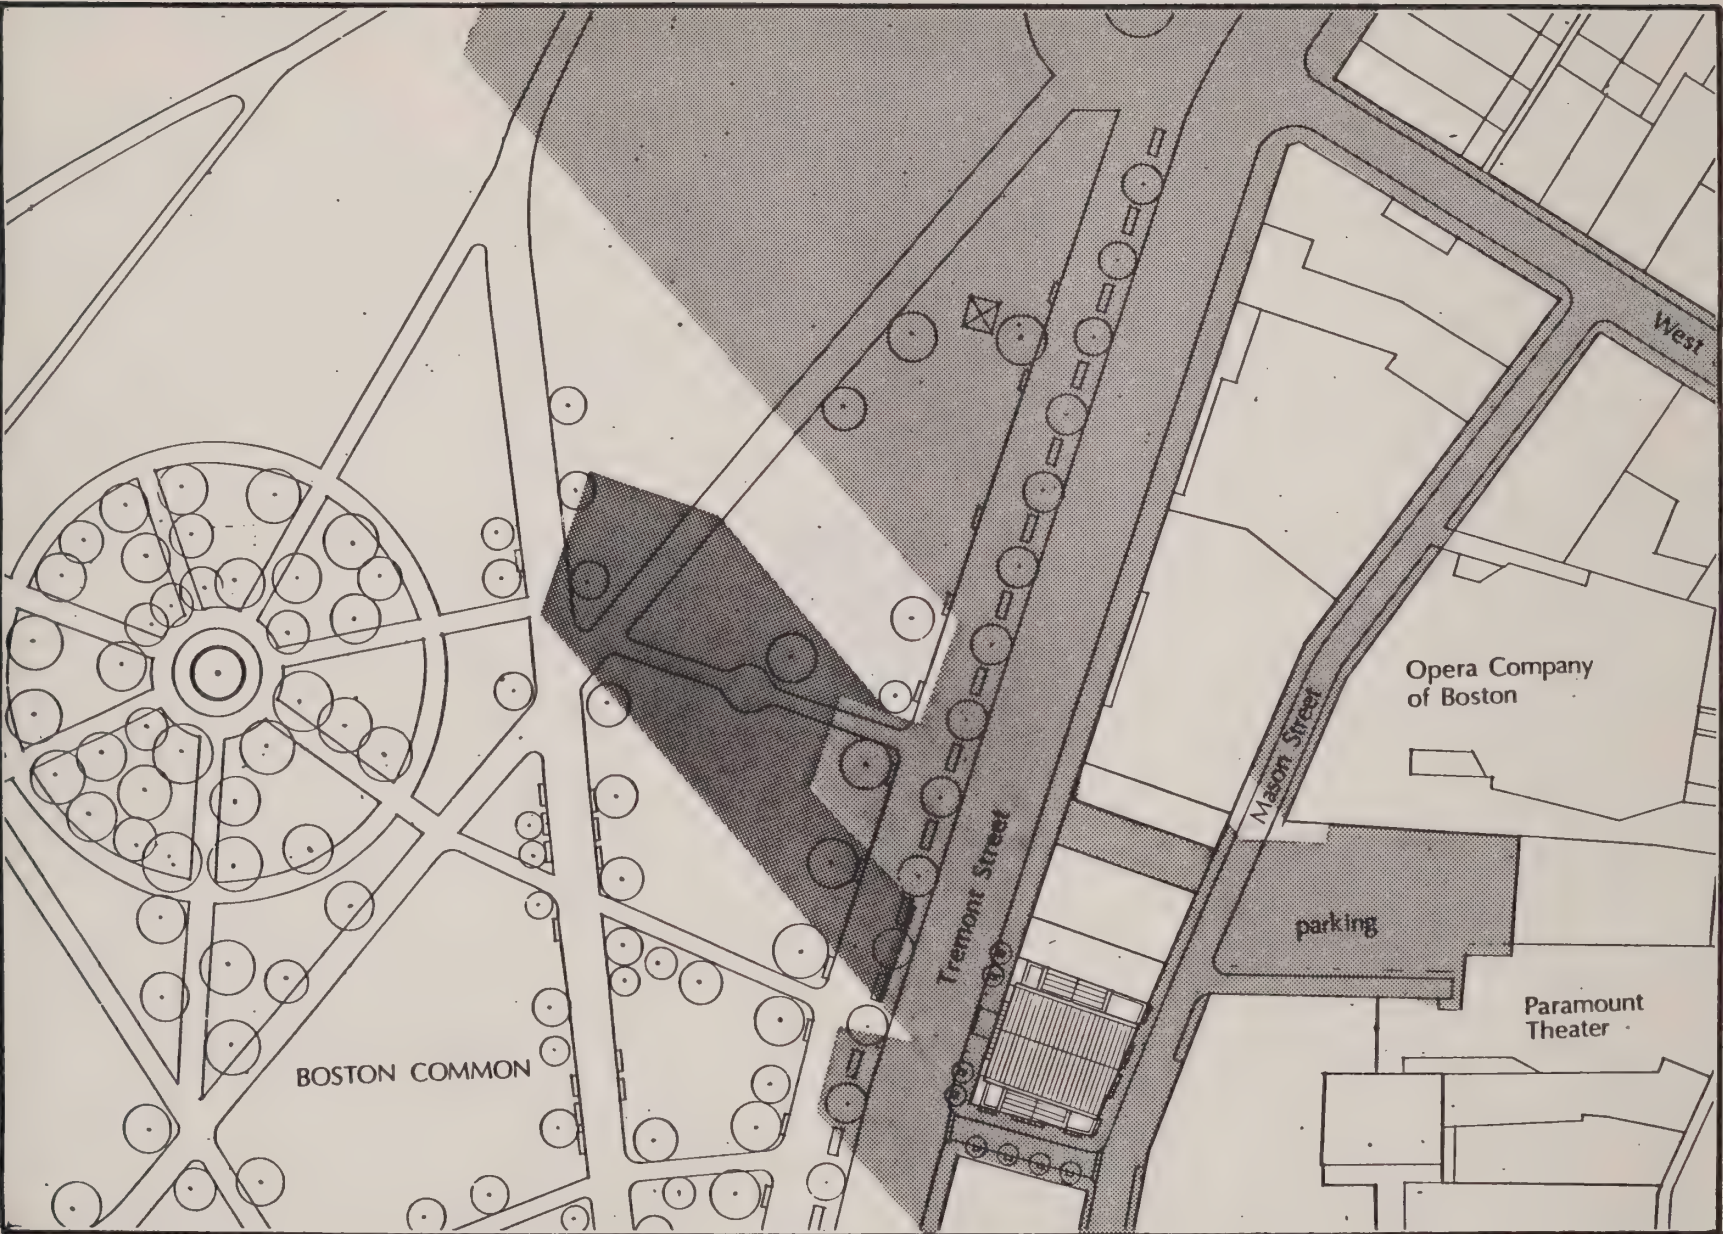 West
Opera Company
of Boston
Mason Street
Tremont Street
parking
Paramount
Theater
BOSTON COMMON